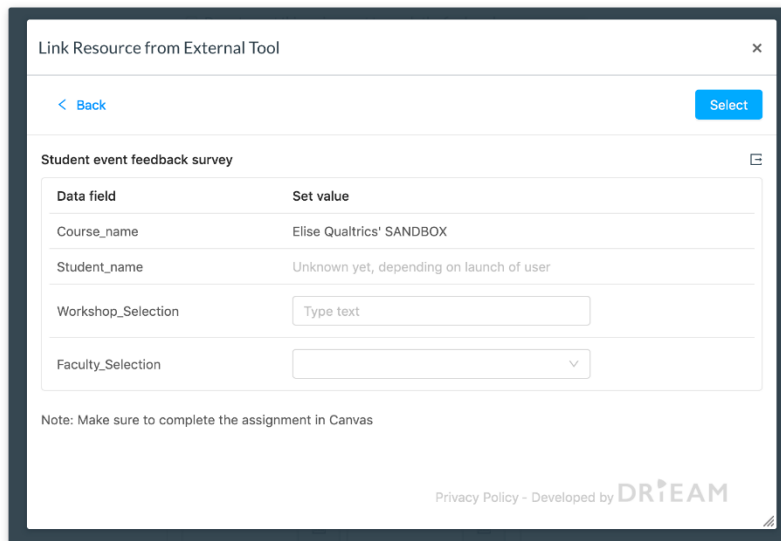 Link Resource from External Tool ×
< Back Select
Student event feedback survey
Data field Set value
Course_name Elise Qualtrics' SANDBOX
Student_name Unknown yet, depending on launch of user
Workshop_Selection Type text
Faculty_Selection
Note: Make sure to complete the assignment in Canvas
Privacy Policy - Developed by DRIEAM